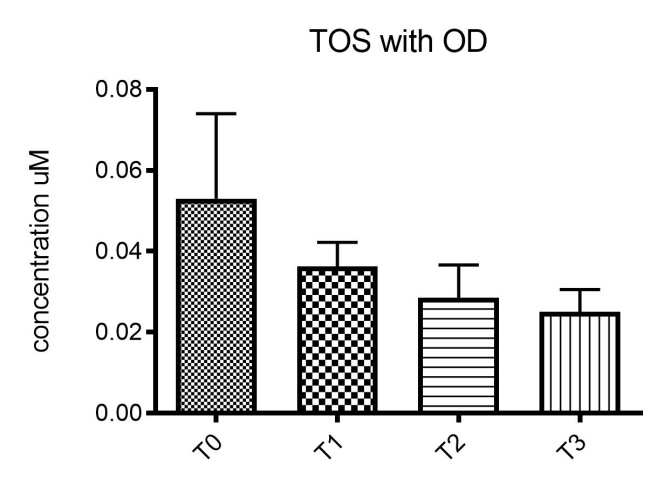 TOS with OD
concentration uM
0.08
0.06
0.04
0.02
0.00
T0
T1
T2
T3